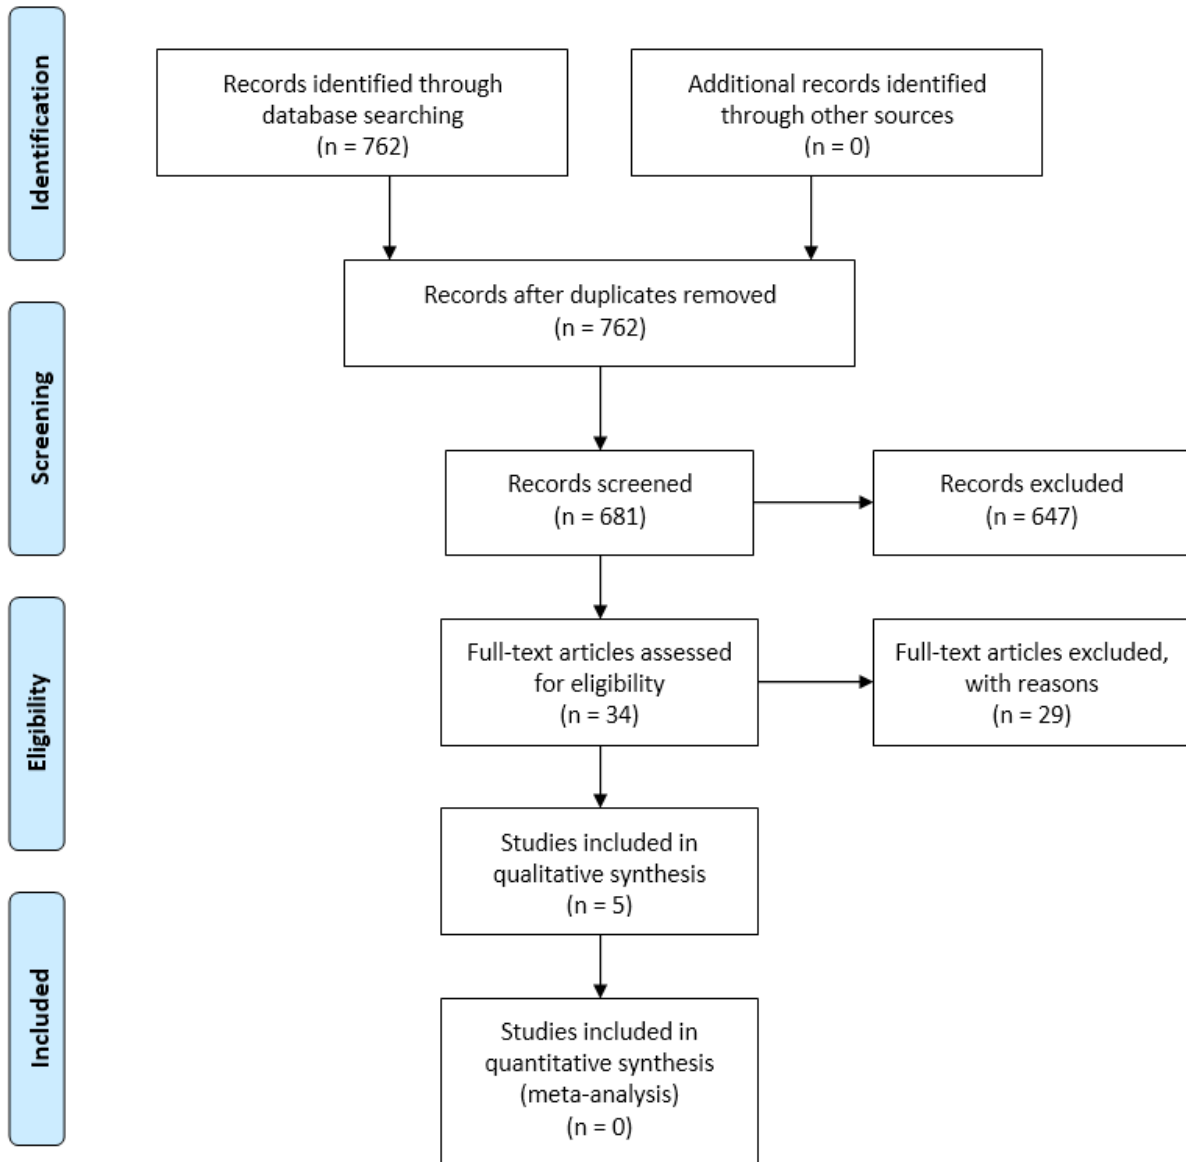 Identification
Records identified through
database searching
(n = 762)
Additional records identified
through other sources
(n = 0)
Records after duplicates removed
(n = 762)
Screening
Records screened
(n = 681)
Records excluded
(n = 647)
Eligibility
Full-text articles assessed
for eligibility
(n = 34)
Full-text articles excluded,
with reasons
(n = 29)
Studies included in
qualitative synthesis
(n = 5)
Included
Studies included in
quantitative synthesis
(meta-analysis)
(n = 0)